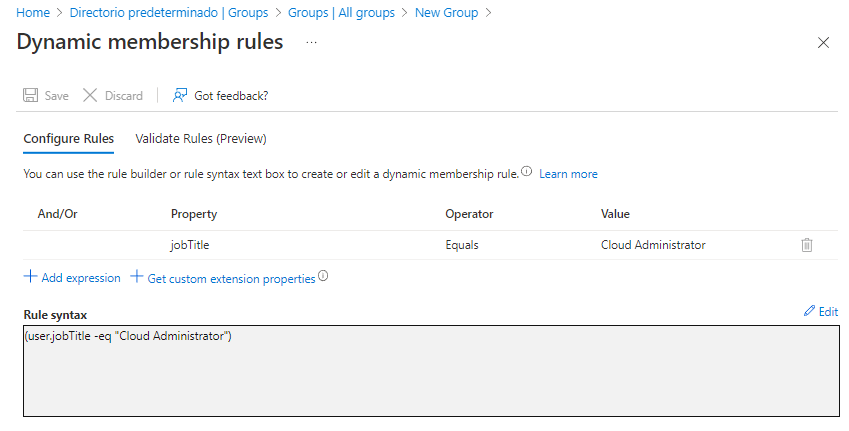 Home > Directorio predeterminado | Groups > Groups | All groups > New Group >
Dynamic membership rules ...
Save Discard Got feedback?
Configure Rules Validate Rules (Preview)
You can use the rule builder or rule syntax text box to create or edit a dynamic membership rule. Learn more
And/Or Property Operator Value
jobTitle Equals Cloud Administrator
+ Add expression + Get custom extension properties
Rule syntax Edit
(user.jobTitle -eq "Cloud Administrator")